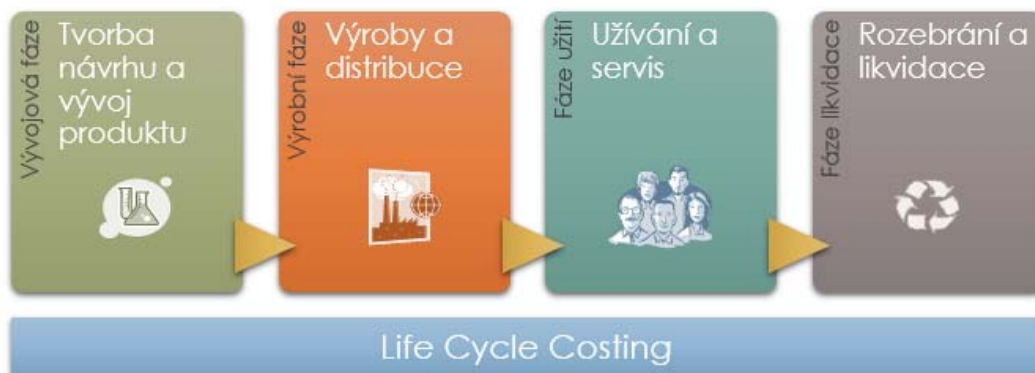 Vývojová fáze
Tvorba
návrhu a
vývoj
produktu
Výrobní fáze
Výroby a
distribuce
Fáze užití
Užívání a
servis
Fáze likvidace
Rozebrání a
likvidace
Life Cycle Costing